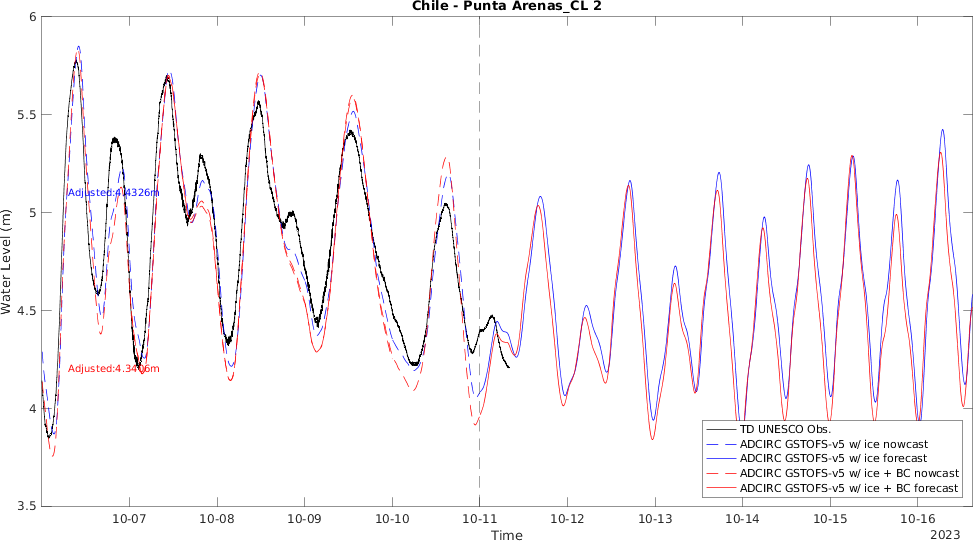 Chile - Punta Arenas_CL 2
6
5.5
5
4.5
4
3.5
Water Level (m)
Adjusted:4.4326m
Adjusted:4.3406m
TD UNESCO Obs.
ADCIRC GSTOFS-v5 w/ ice nowcast
ADCIRC GSTOFS-v5 w/ ice forecast
ADCIRC GSTOFS-v5 w/ ice + BC nowcast
ADCIRC GSTOFS-v5 w/ ice + BC forecast
10-07 10-08 10-09 10-10 10-11 10-12 10-13 10-14 10-15 10-16
Time
2023